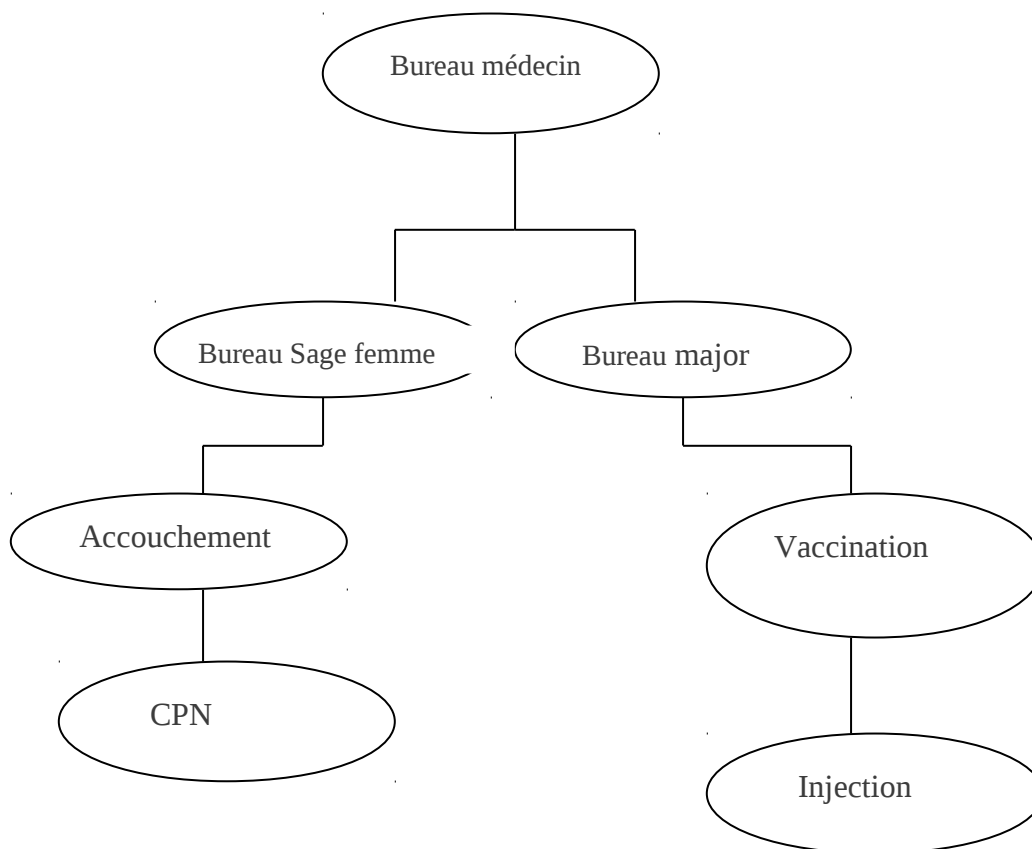 Bureau médecin
Bureau Sage femme
Bureau major
Accouchement
Vaccination
CPN
Injection